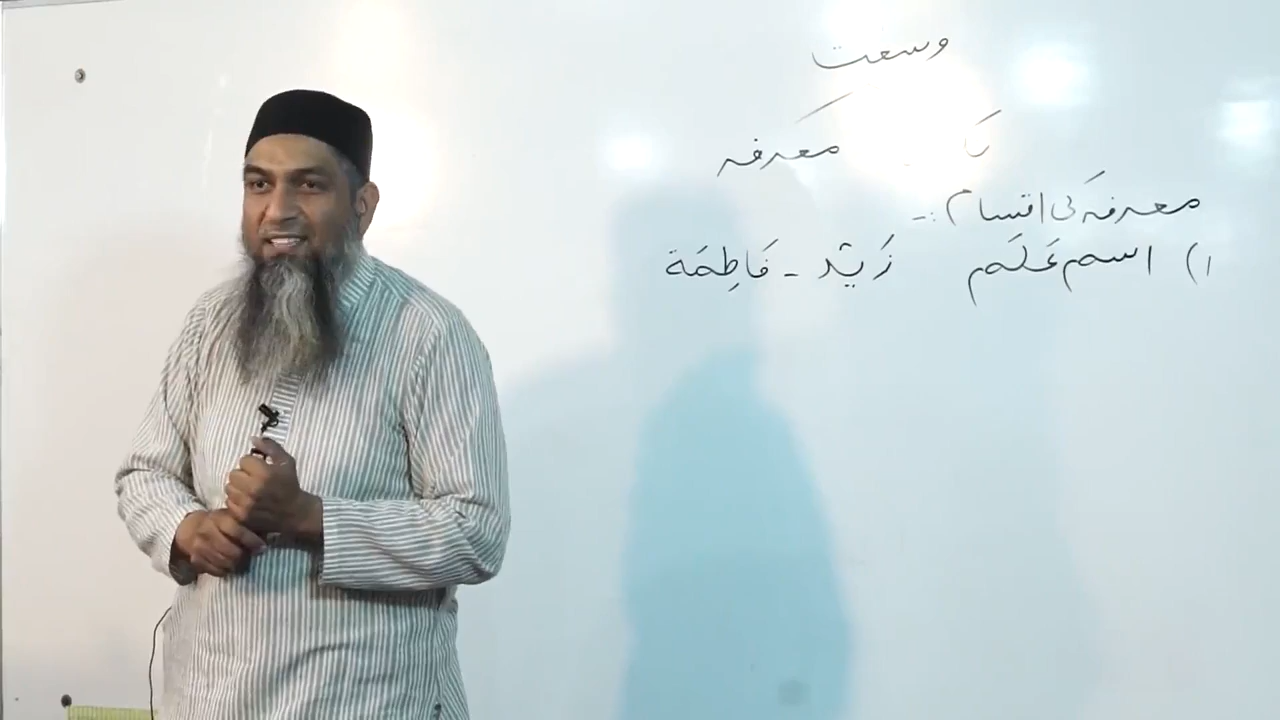 وسعت
معرفہ
معرفہ کی اقسام :-
۱) اسم عَلَم زَیْد - فَاطِمَة